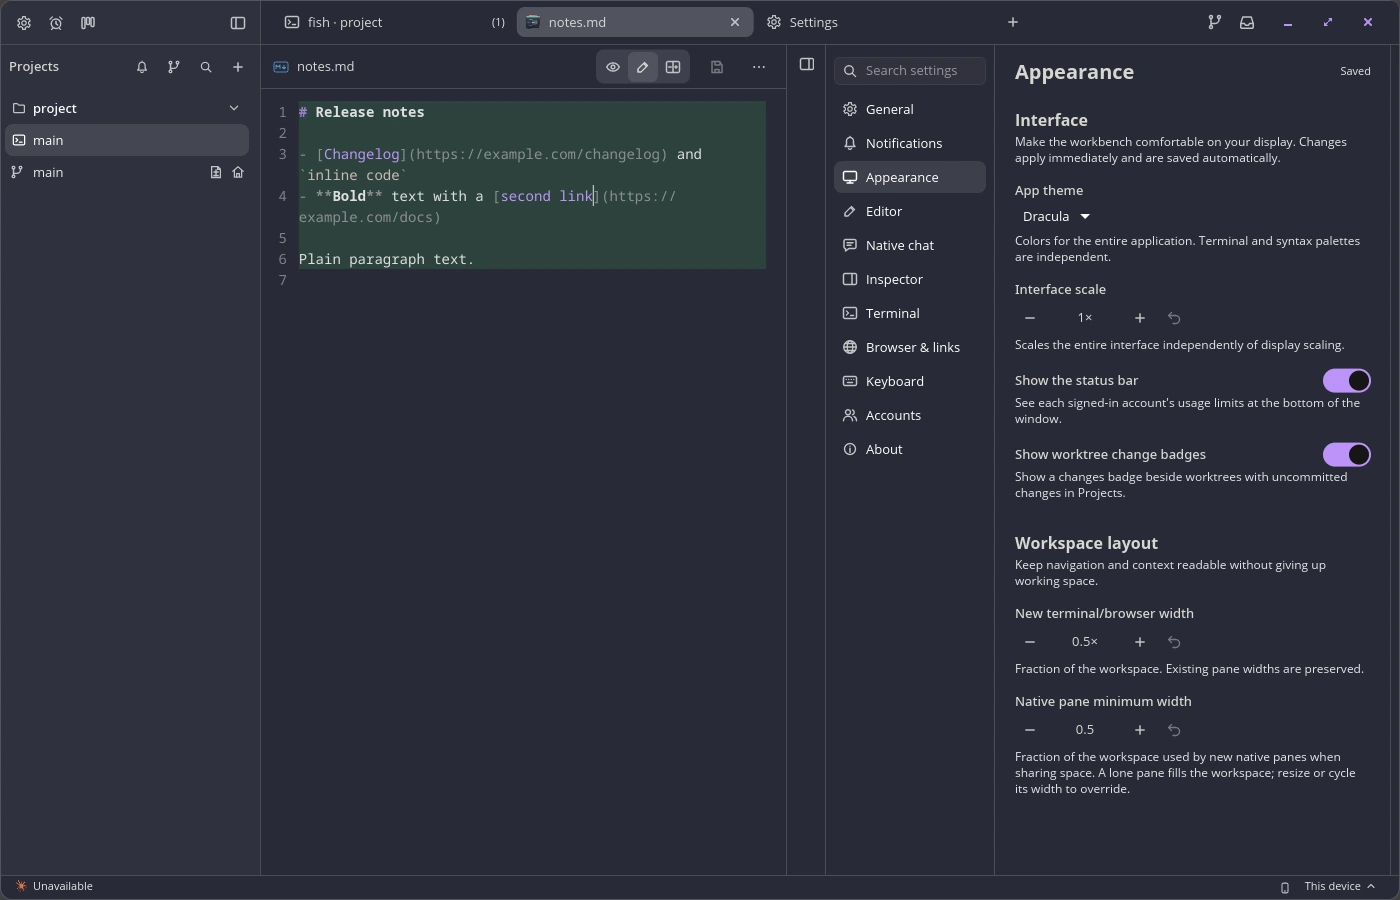 fish · project
(1)
notes.md
Settings
Projects
project
main
main
notes.md
1 # Release notes
2
3 - [Changelog](https://example.com/changelog) and
`inline code`
4 - **Bold** text with a [second link](https://
example.com/docs)
5
6 Plain paragraph text.
7
Search settings
General
Notifications
Appearance
Editor
Native chat
Inspector
Terminal
Browser & links
Keyboard
Accounts
About
Appearance
Saved
Interface
Make the workbench comfortable on your display. Changes
apply immediately and are saved automatically.
App theme
Dracula
Colors for the entire application. Terminal and syntax palettes
are independent.
Interface scale
− 1× +
Scales the entire interface independently of display scaling.
Show the status bar
See each signed-in account's usage limits at the bottom of the
window.
Show worktree change badges
Show a changes badge beside worktrees with uncommitted
changes in Projects.
Workspace layout
Keep navigation and context readable without giving up
working space.
New terminal/browser width
− 0.5× +
Fraction of the workspace. Existing pane widths are preserved.
Native pane minimum width
− 0.5 +
Fraction of the workspace used by new native panes when
sharing space. A lone pane fills the workspace; resize or cycle
its width to override.
Unavailable
This device